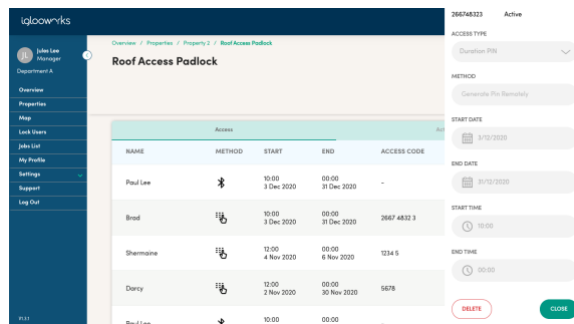 iglooworks
JL
Jules Lee
Manager
Department A
Overview
Properties
Map
Lock Users
Jobs List
My Profile
Settings
Support
Log Out
V1.3.1
Overview / Properties / Property 2 / Roof Access Padlock
Roof Access Padlock
Access
NAME METHOD START END ACCESS CODE
Paul Lee 10:00 3 Dec 2020 00:00 31 Dec 2020 -
Brad 10:00 3 Dec 2020 00:00 31 Dec 2020 2667 4832 3
Shermaine 12:00 4 Nov 2020 00:00 6 Nov 2020 1234 5
Darcy 12:00 2 Nov 2020 00:00 30 Nov 2020 5678
Paul Lee 10:00 00:00
266748323 Active
ACCESS TYPE
Duration PIN
METHOD
Generate Pin Remotely
START DATE
3/12/2020
END DATE
31/12/2020
START TIME
10:00
END TIME
00:00
DELETE CLOSE